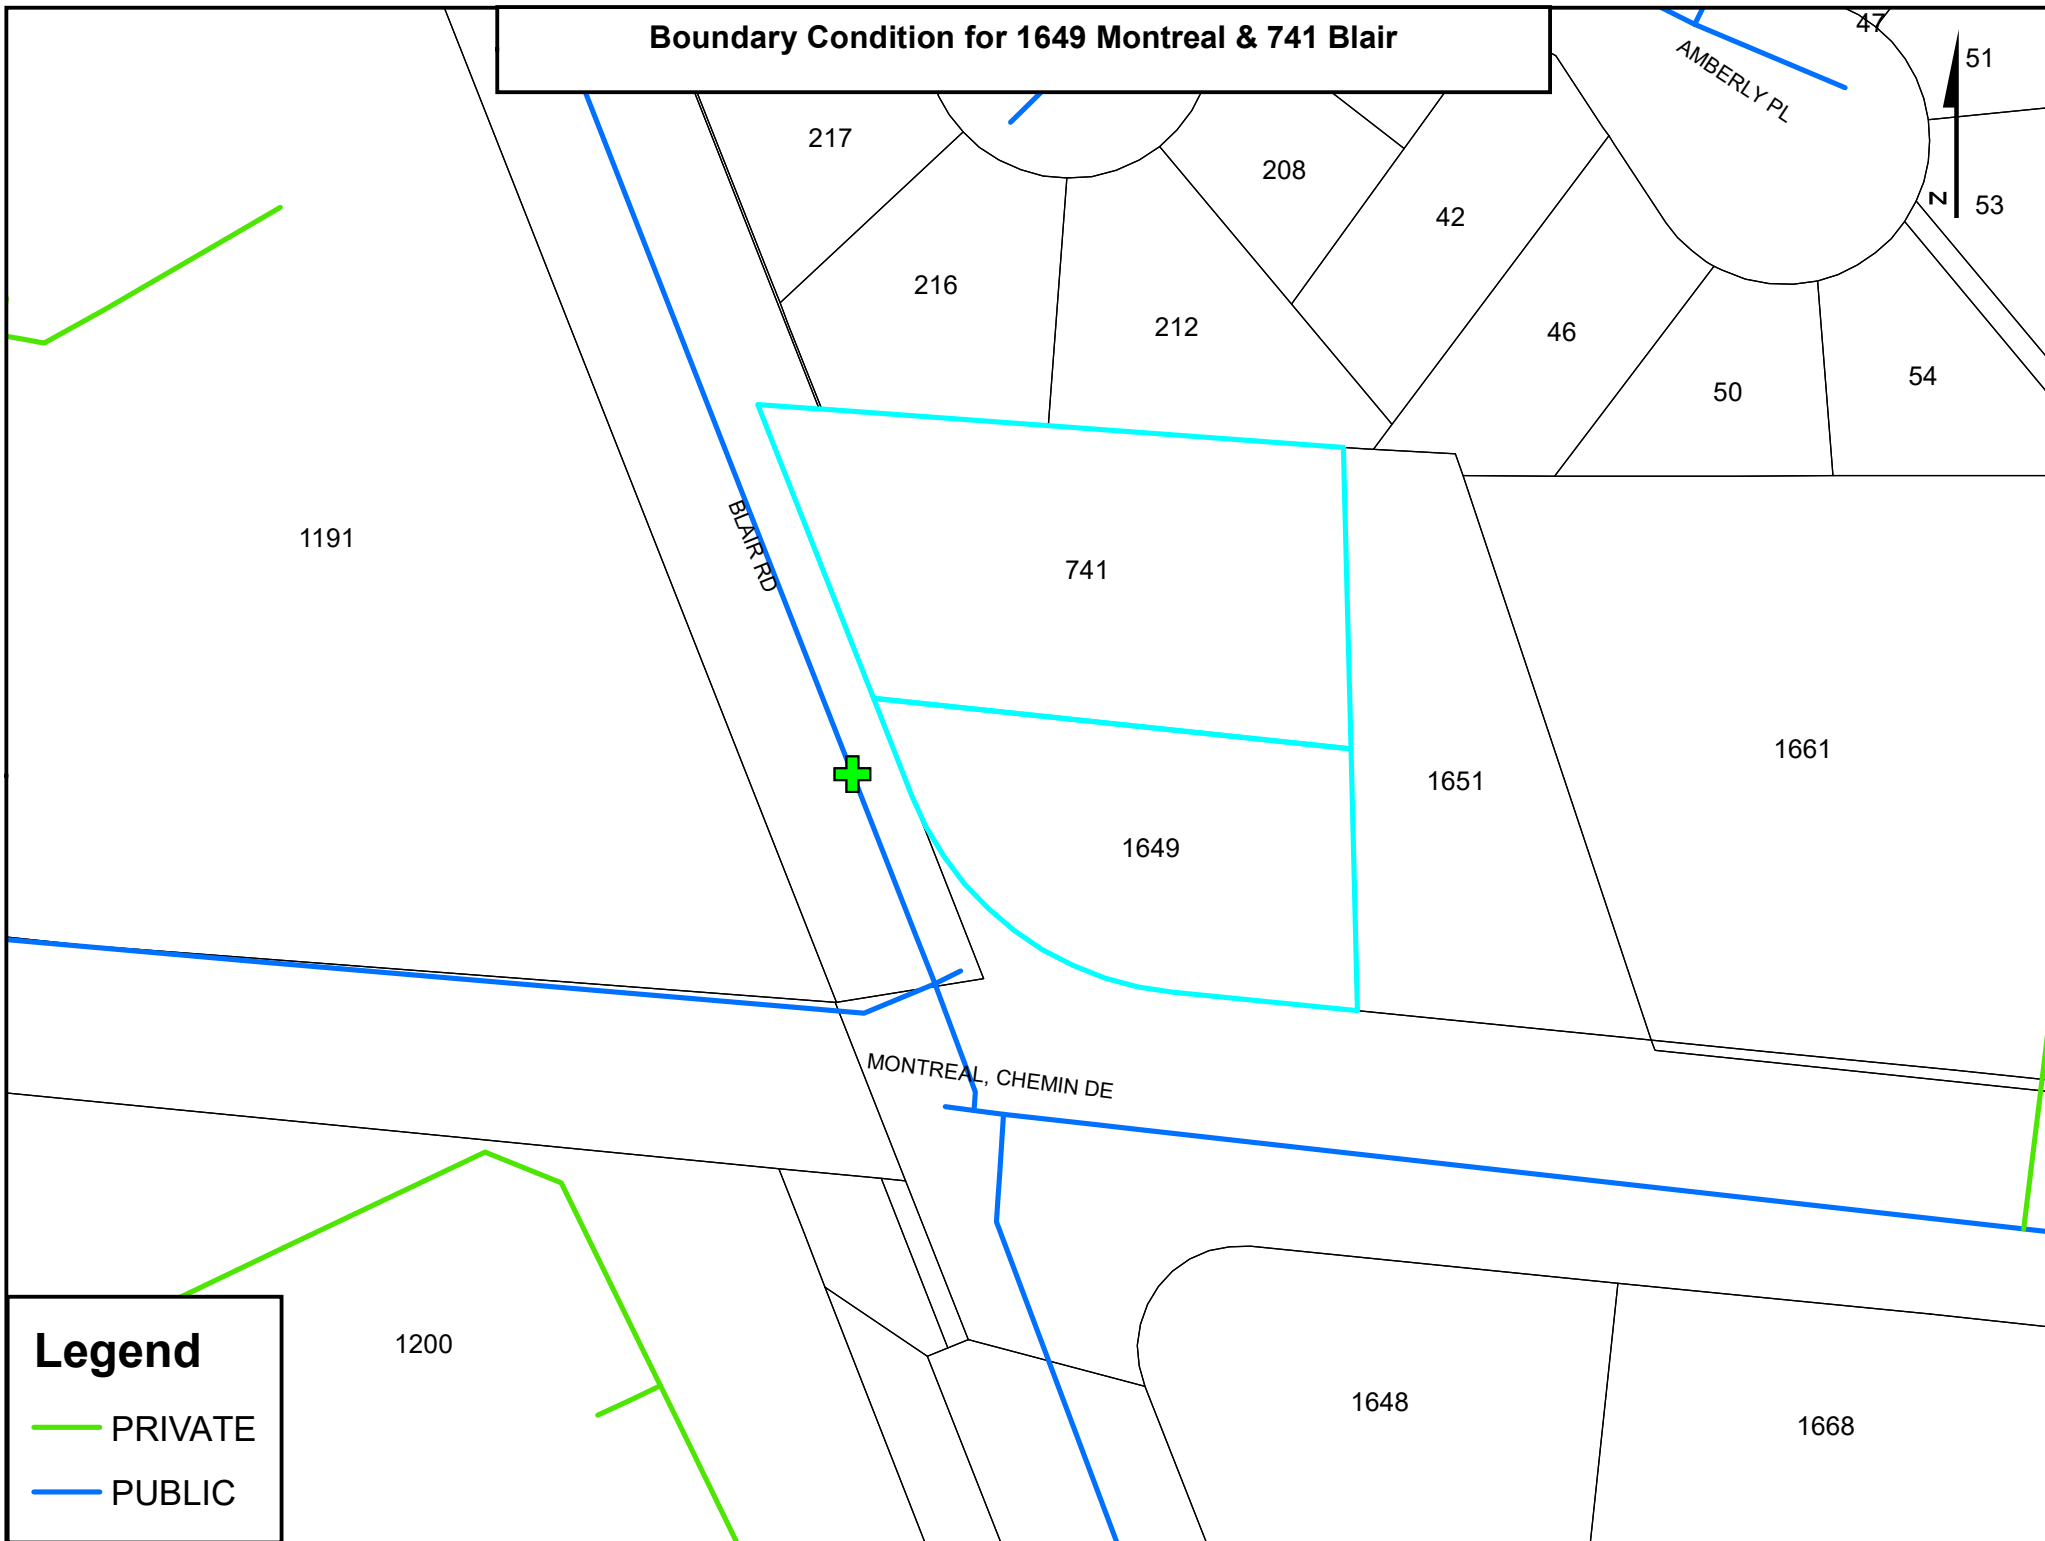 Boundary Condition for 1649 Montreal & 741 Blair
47
51
AMBERLY PL
217
208
N
53
42
216
212
46
54
50
BLAIR RD
1191
741
1661
1651
1649
MONTREAL, CHEMIN DE
1200
1648
1668
Legend
PRIVATE
PUBLIC